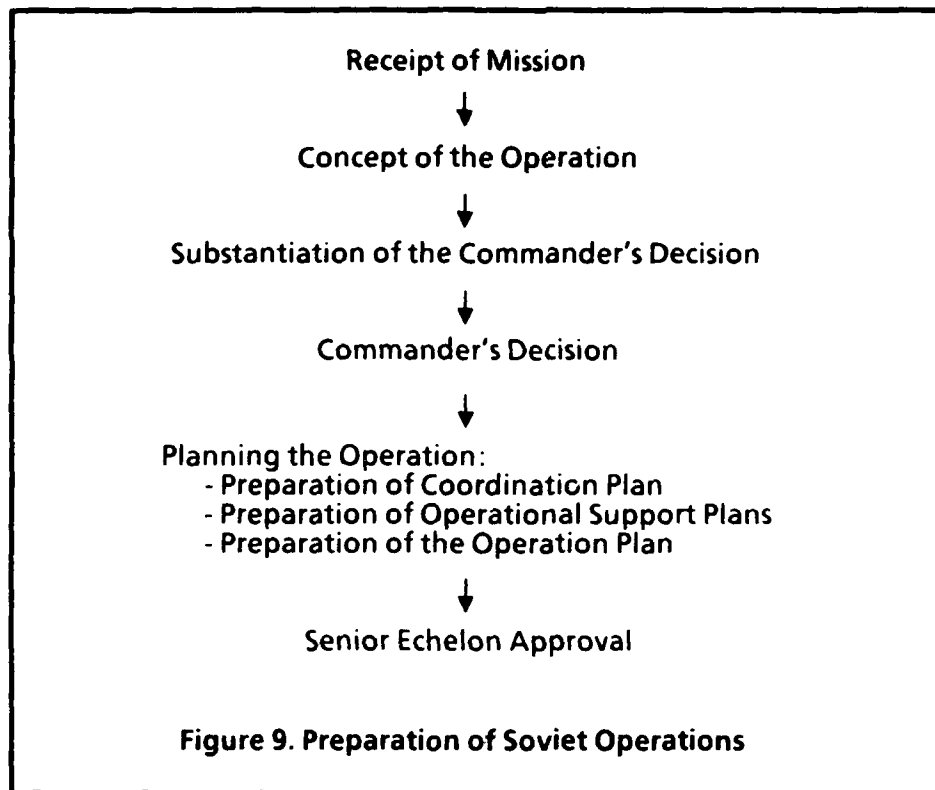 Receipt of Mission
Concept of the Operation
Substantiation of the Commander's Decision
Commander's Decision
Planning the Operation:
- Preparation of Coordination Plan
- Preparation of Operational Support Plans
- Preparation of the Operation Plan
Senior Echelon Approval
Figure 9. Preparation of Soviet Operations